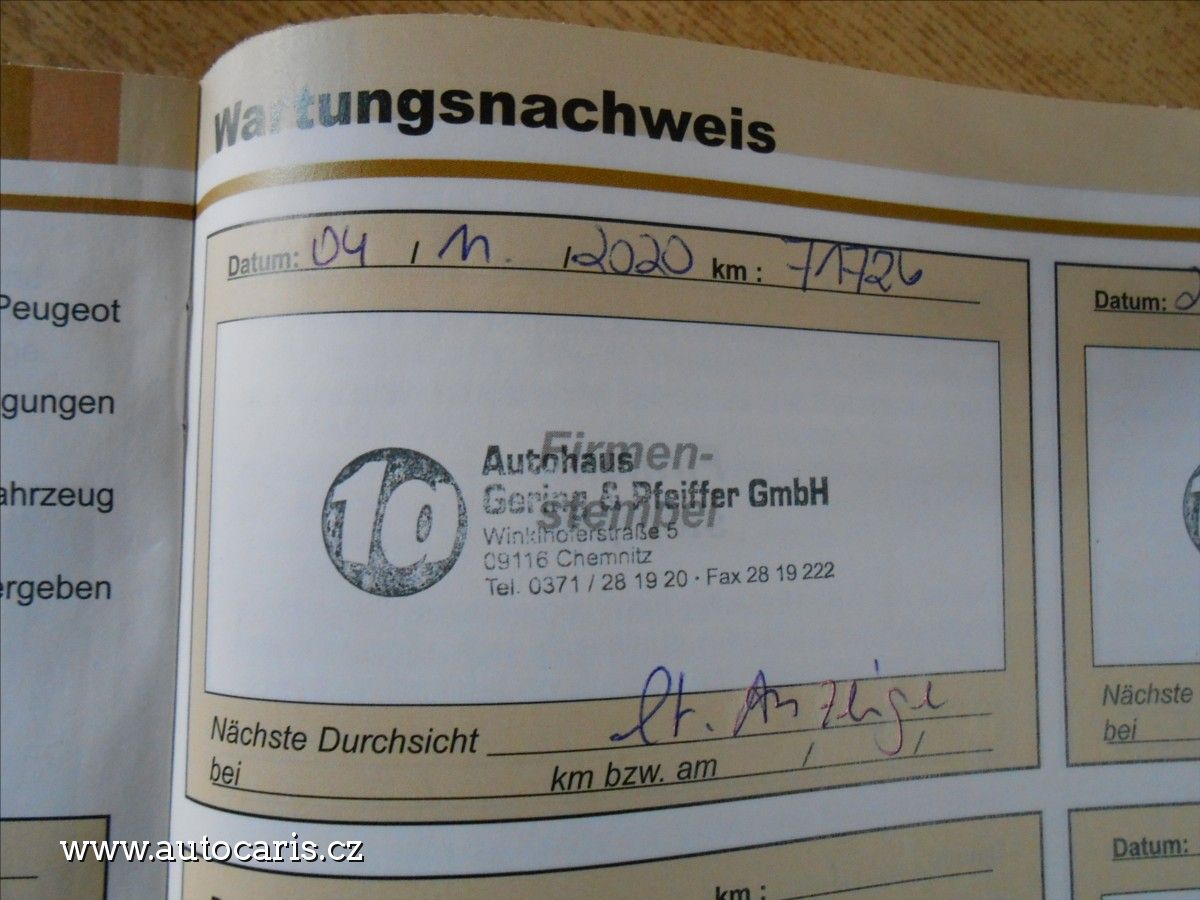 Wartungsnachweis
Peugeot
gungen
ahrzeug
ergeben
Datum: 04 / 11. / 2020 km : 71726
10
Autohaus
Firmen-
Gering & Pfeiffer GmbH
stempel
Winklhoferstraße 5
09116 Chemnitz
Tel. 0371 / 28 19 20 · Fax 28 19 222
Nächste Durchsicht lt. Anzeige
bei km bzw. am / /
Datum:
Nächste
bei
km :
Datum:
www.autocaris.cz